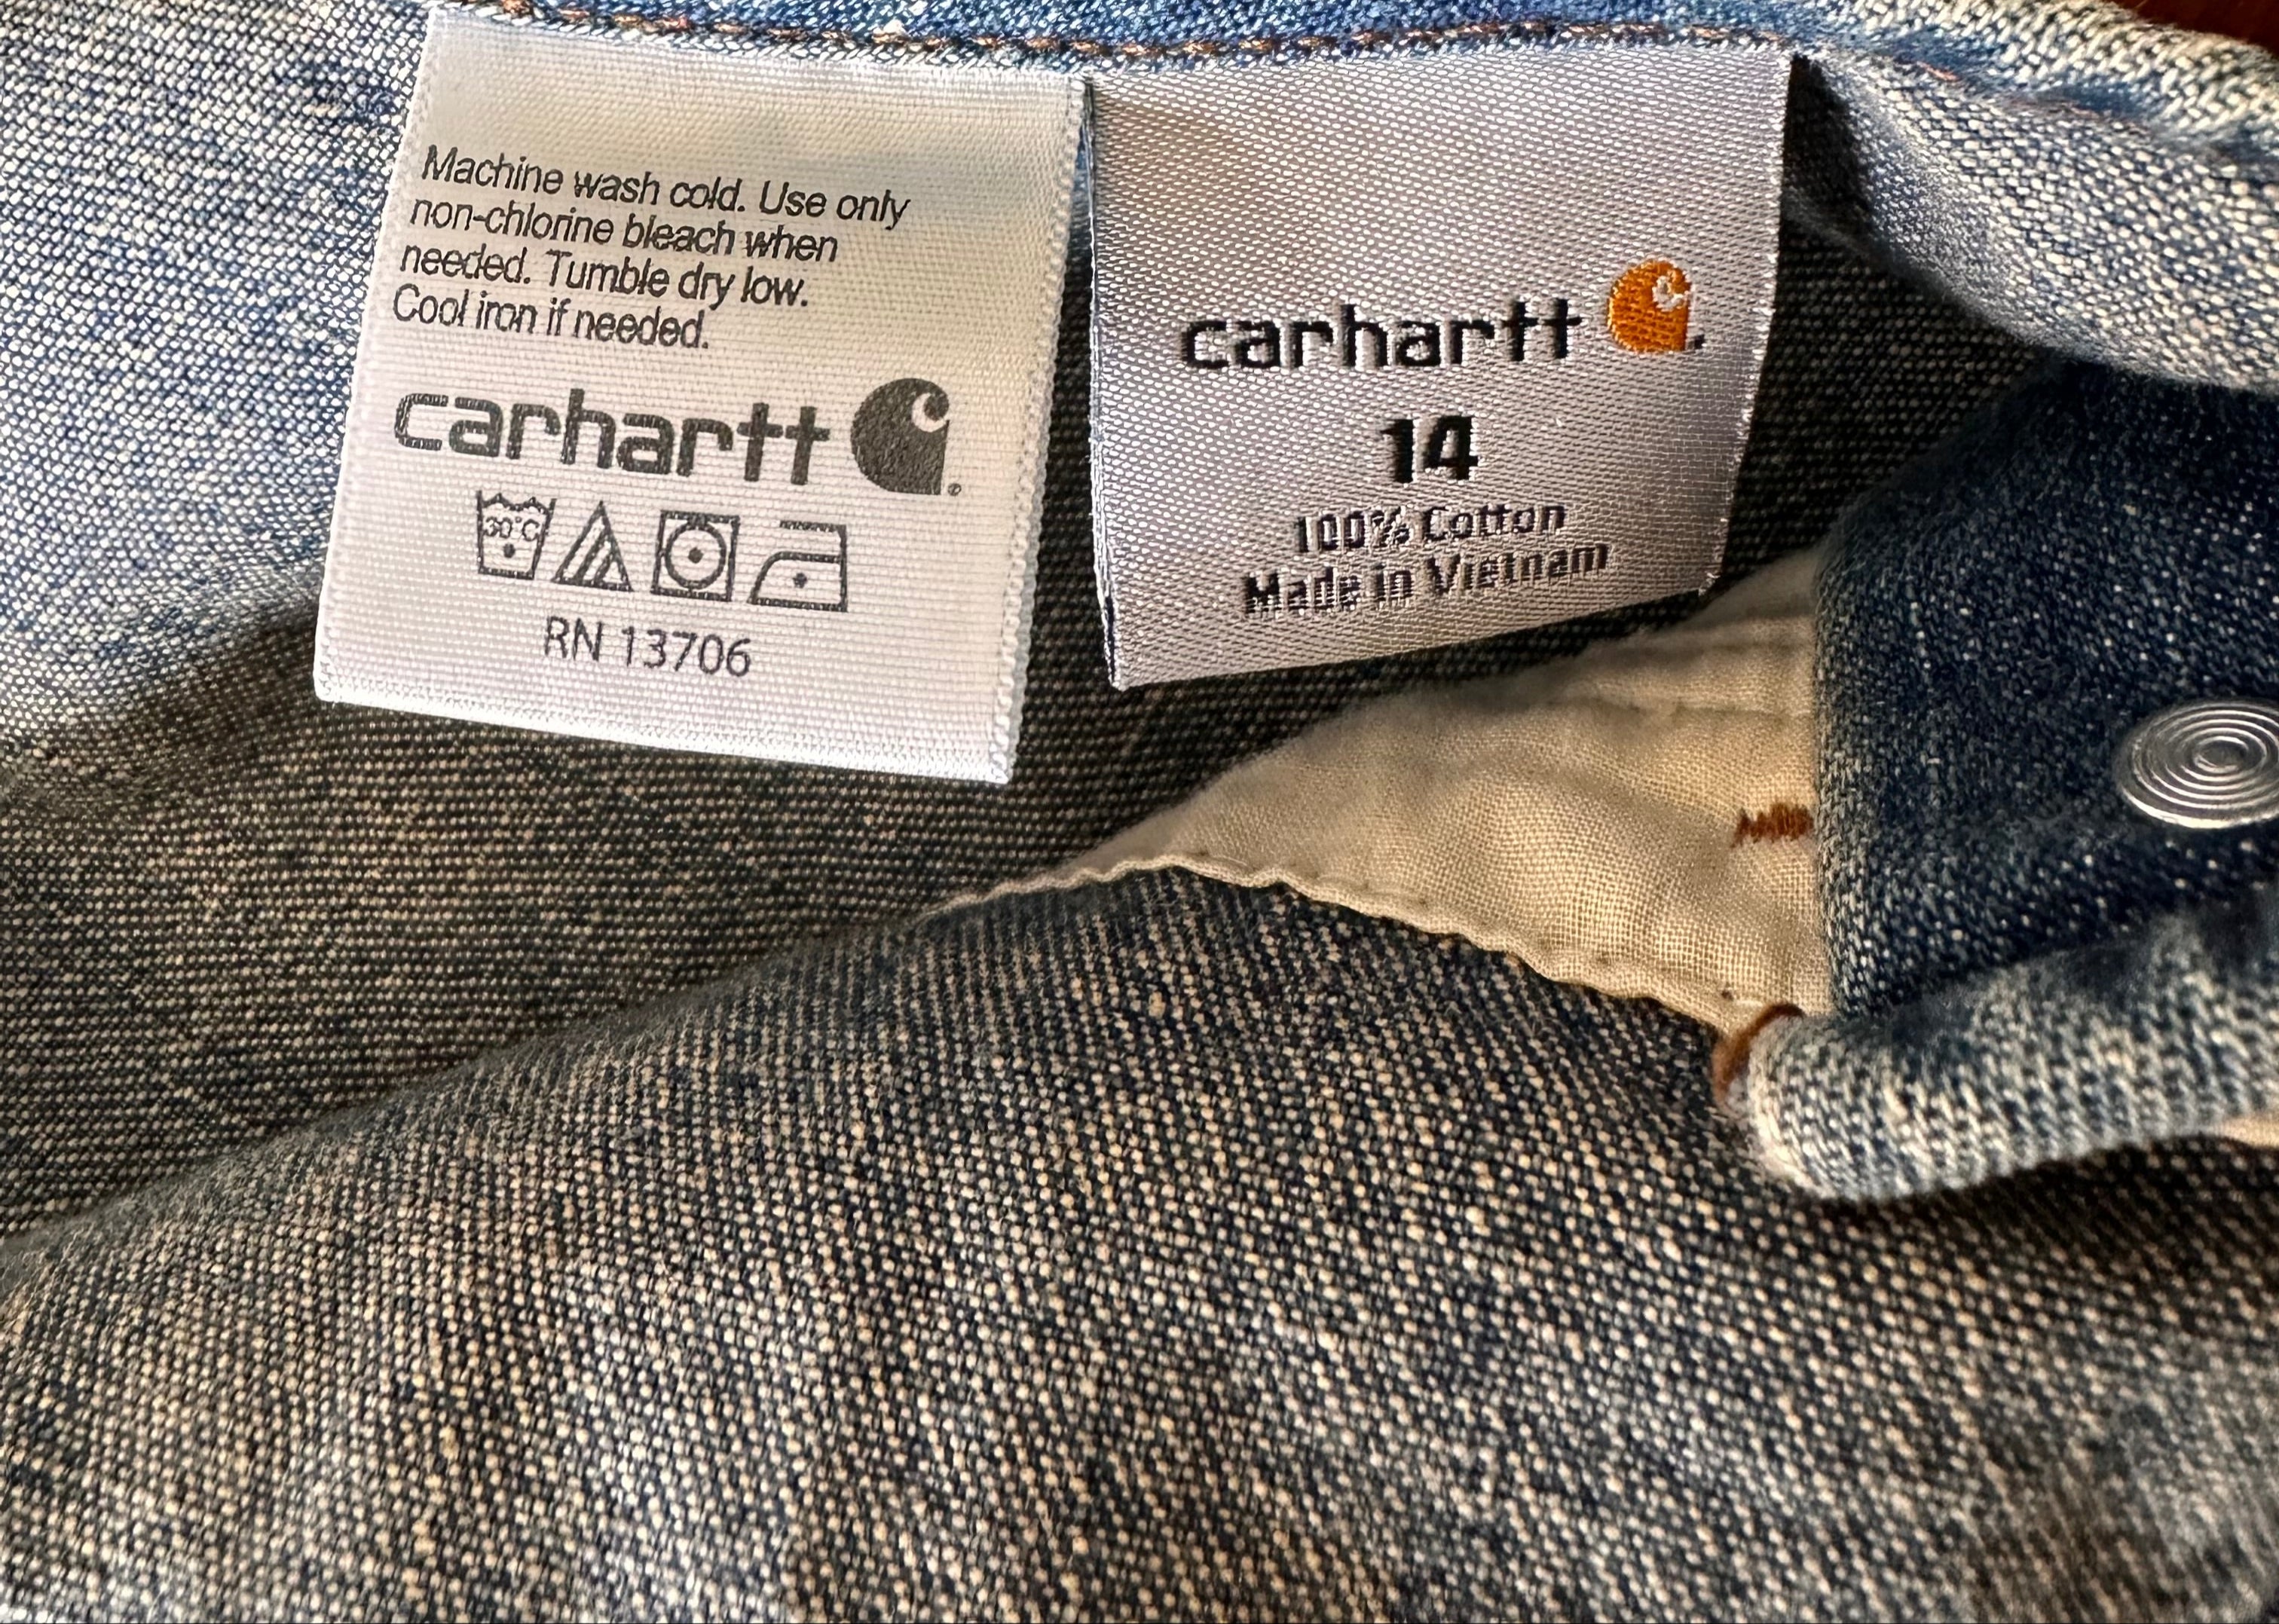 Machine wash cold. Use only
non-chlorine bleach when
needed. Tumble dry low.
Cool iron if needed.
carhartt
30°C
RN 13706
carhartt
14
100% Cotton
Made in Vietnam